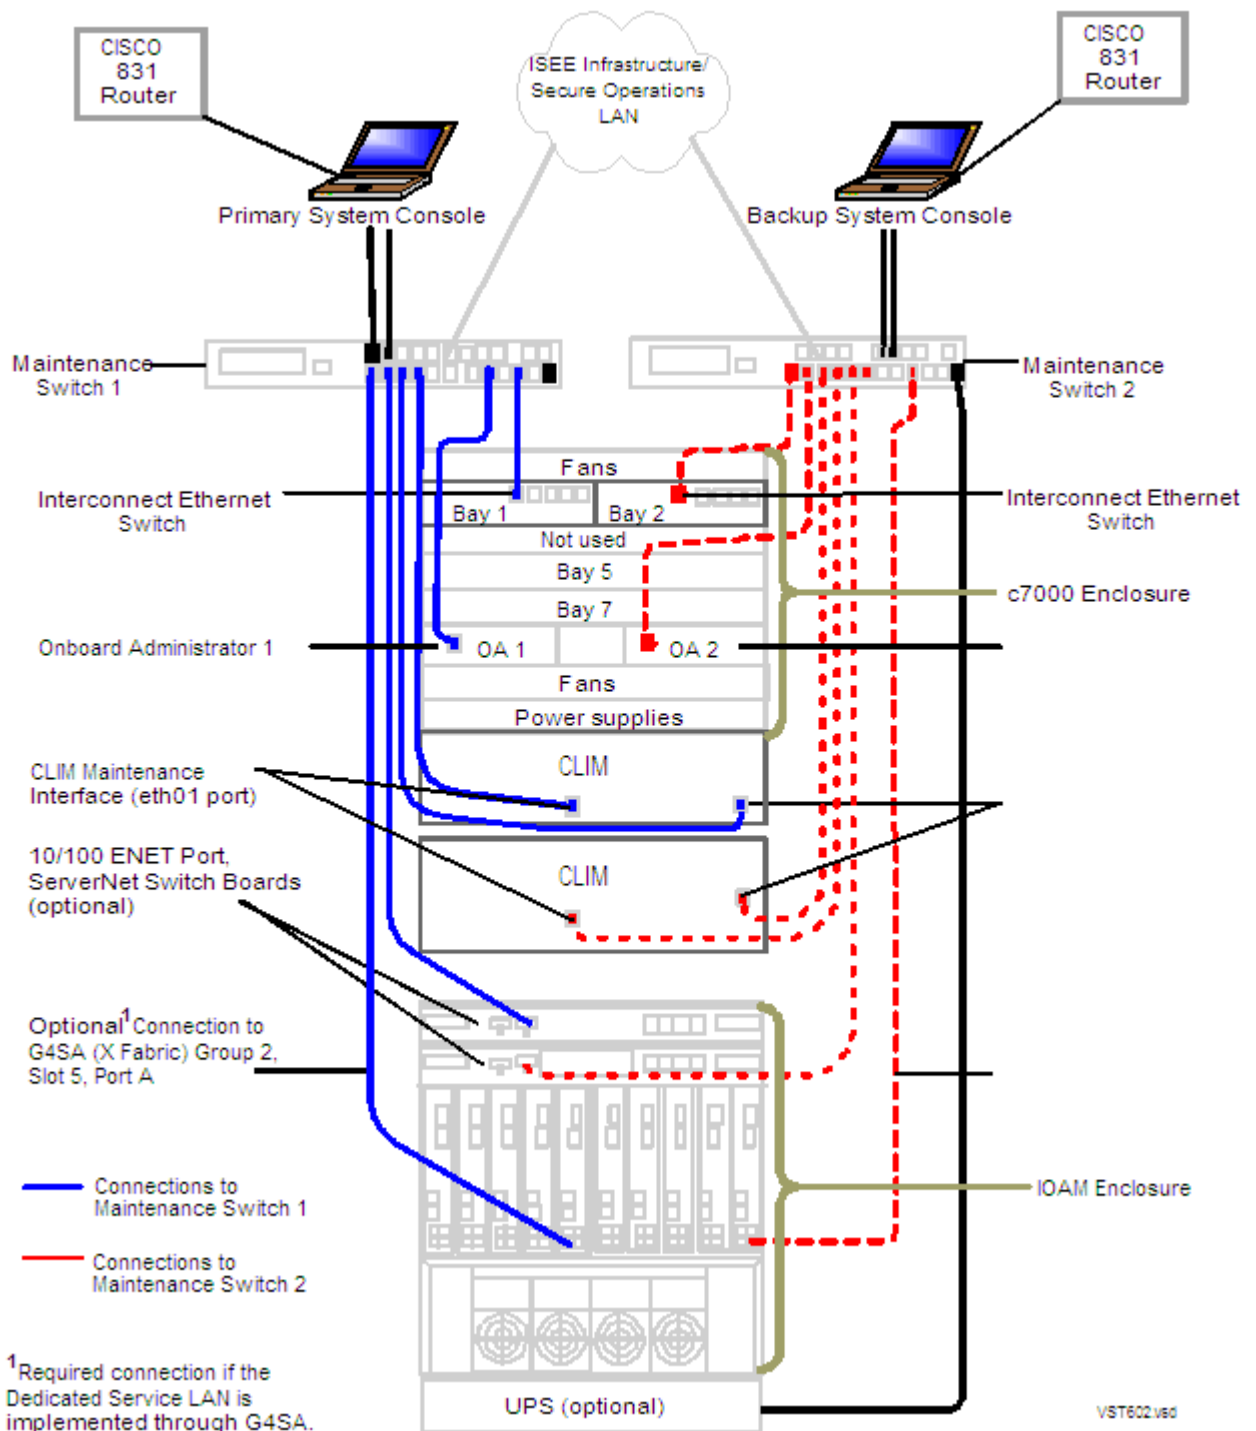 CISCO
831
Router
ISEE Infrastructure/
Secure Operations
LAN
CISCO
831
Router
Primary System Console
Backup System Console
Maintenance
Switch 1
Maintenance
Switch 2
Fans
Interconnect Ethernet
Switch
Bay 1
Bay 2
Interconnect Ethernet
Switch
Not used
Bay 5
c7000 Enclosure
Bay 7
Onboard Administrator 1
OA 1
OA 2
Fans
Power supplies
CLIM
CLIM Maintenance
Interface (eth01 port)
10/100 ENET Port,
ServerNet Switch Boards
(optional)
CLIM
Optional1 Connection to
G4SA (X Fabric) Group 2,
Slot 5, Port A
Connections to
Maintenance Switch 1
IOAM Enclosure
Connections to
Maintenance Switch 2
1Required connection if the
Dedicated Service LAN is
implemented through G4SA.
UPS (optional)
VST602.vsd